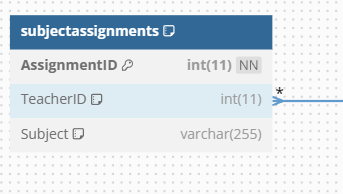 subjectassignments
AssignmentID int(11) NN
TeacherID int(11) *
Subject varchar(255)